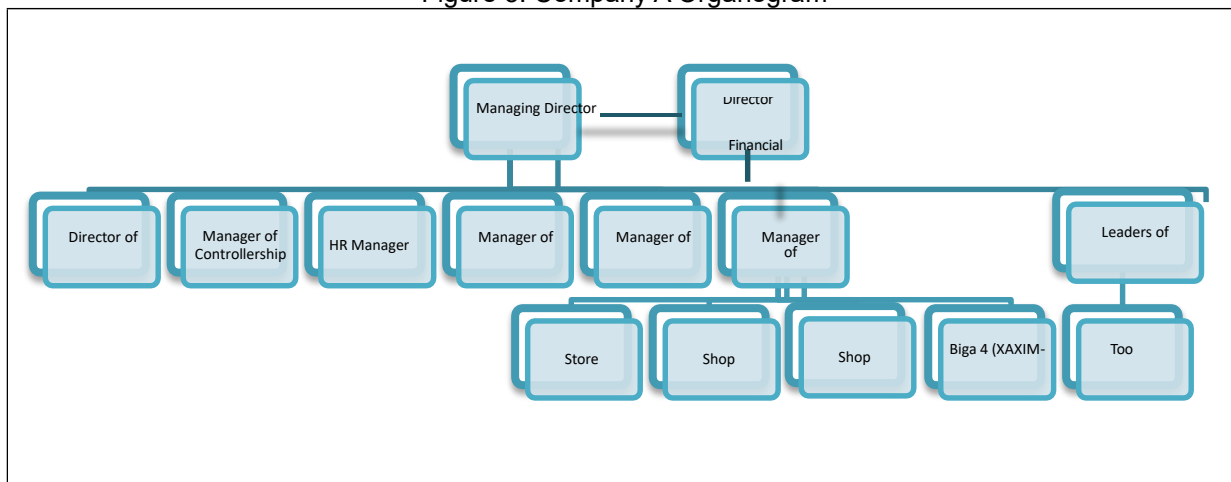 Figure 3: Company A Organogram
Managing Director
Director
Financial
Director of
Manager of
Controllership
HR Manager
Manager of
Manager of
Manager
of
Leaders of
Store
Shop
Shop
Biga 4 (XAXIM-
Too